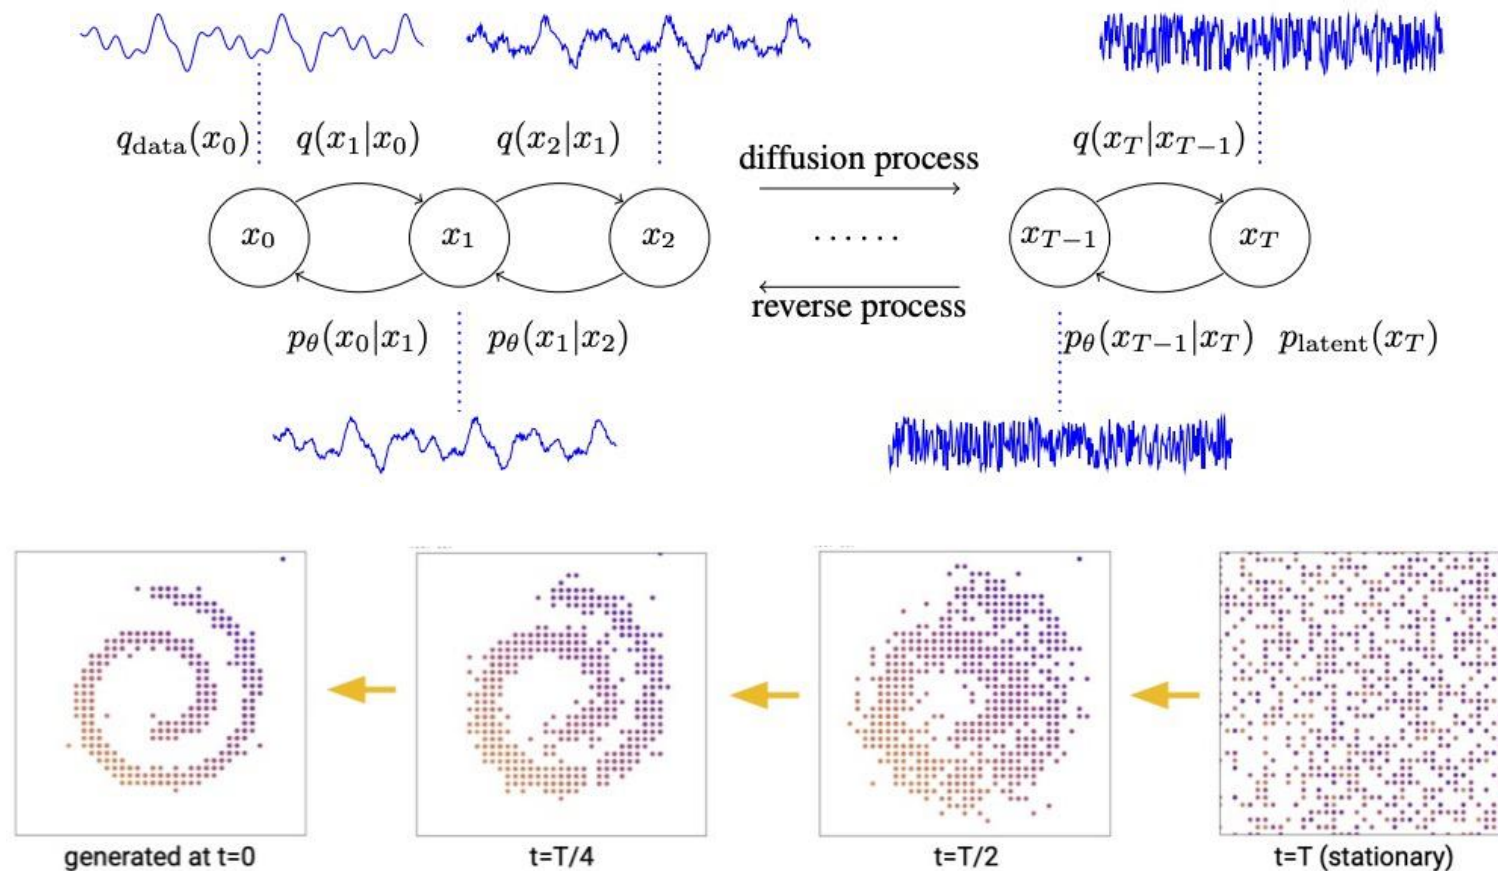 q_data(x_0) q(x_1|x_0) q(x_2|x_1) diffusion process q(x_T|x_{T-1})
x_0 x_1 x_2 ...... x_{T-1} x_T
reverse process
p_θ(x_0|x_1) p_θ(x_1|x_2) p_θ(x_{T-1}|x_T) p_latent(x_T)
generated at t=0 t=T/4 t=T/2 t=T (stationary)